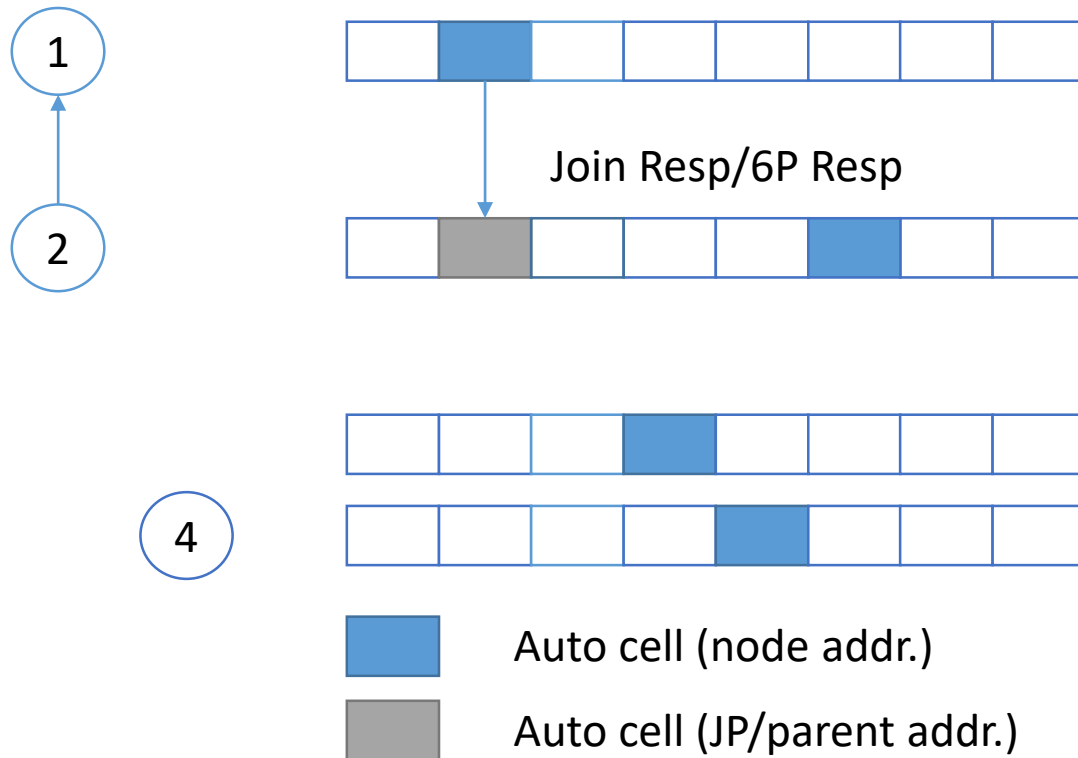 1
Join Resp/6P Resp
2
4
Auto cell (node addr.)
Auto cell (JP/parent addr.)